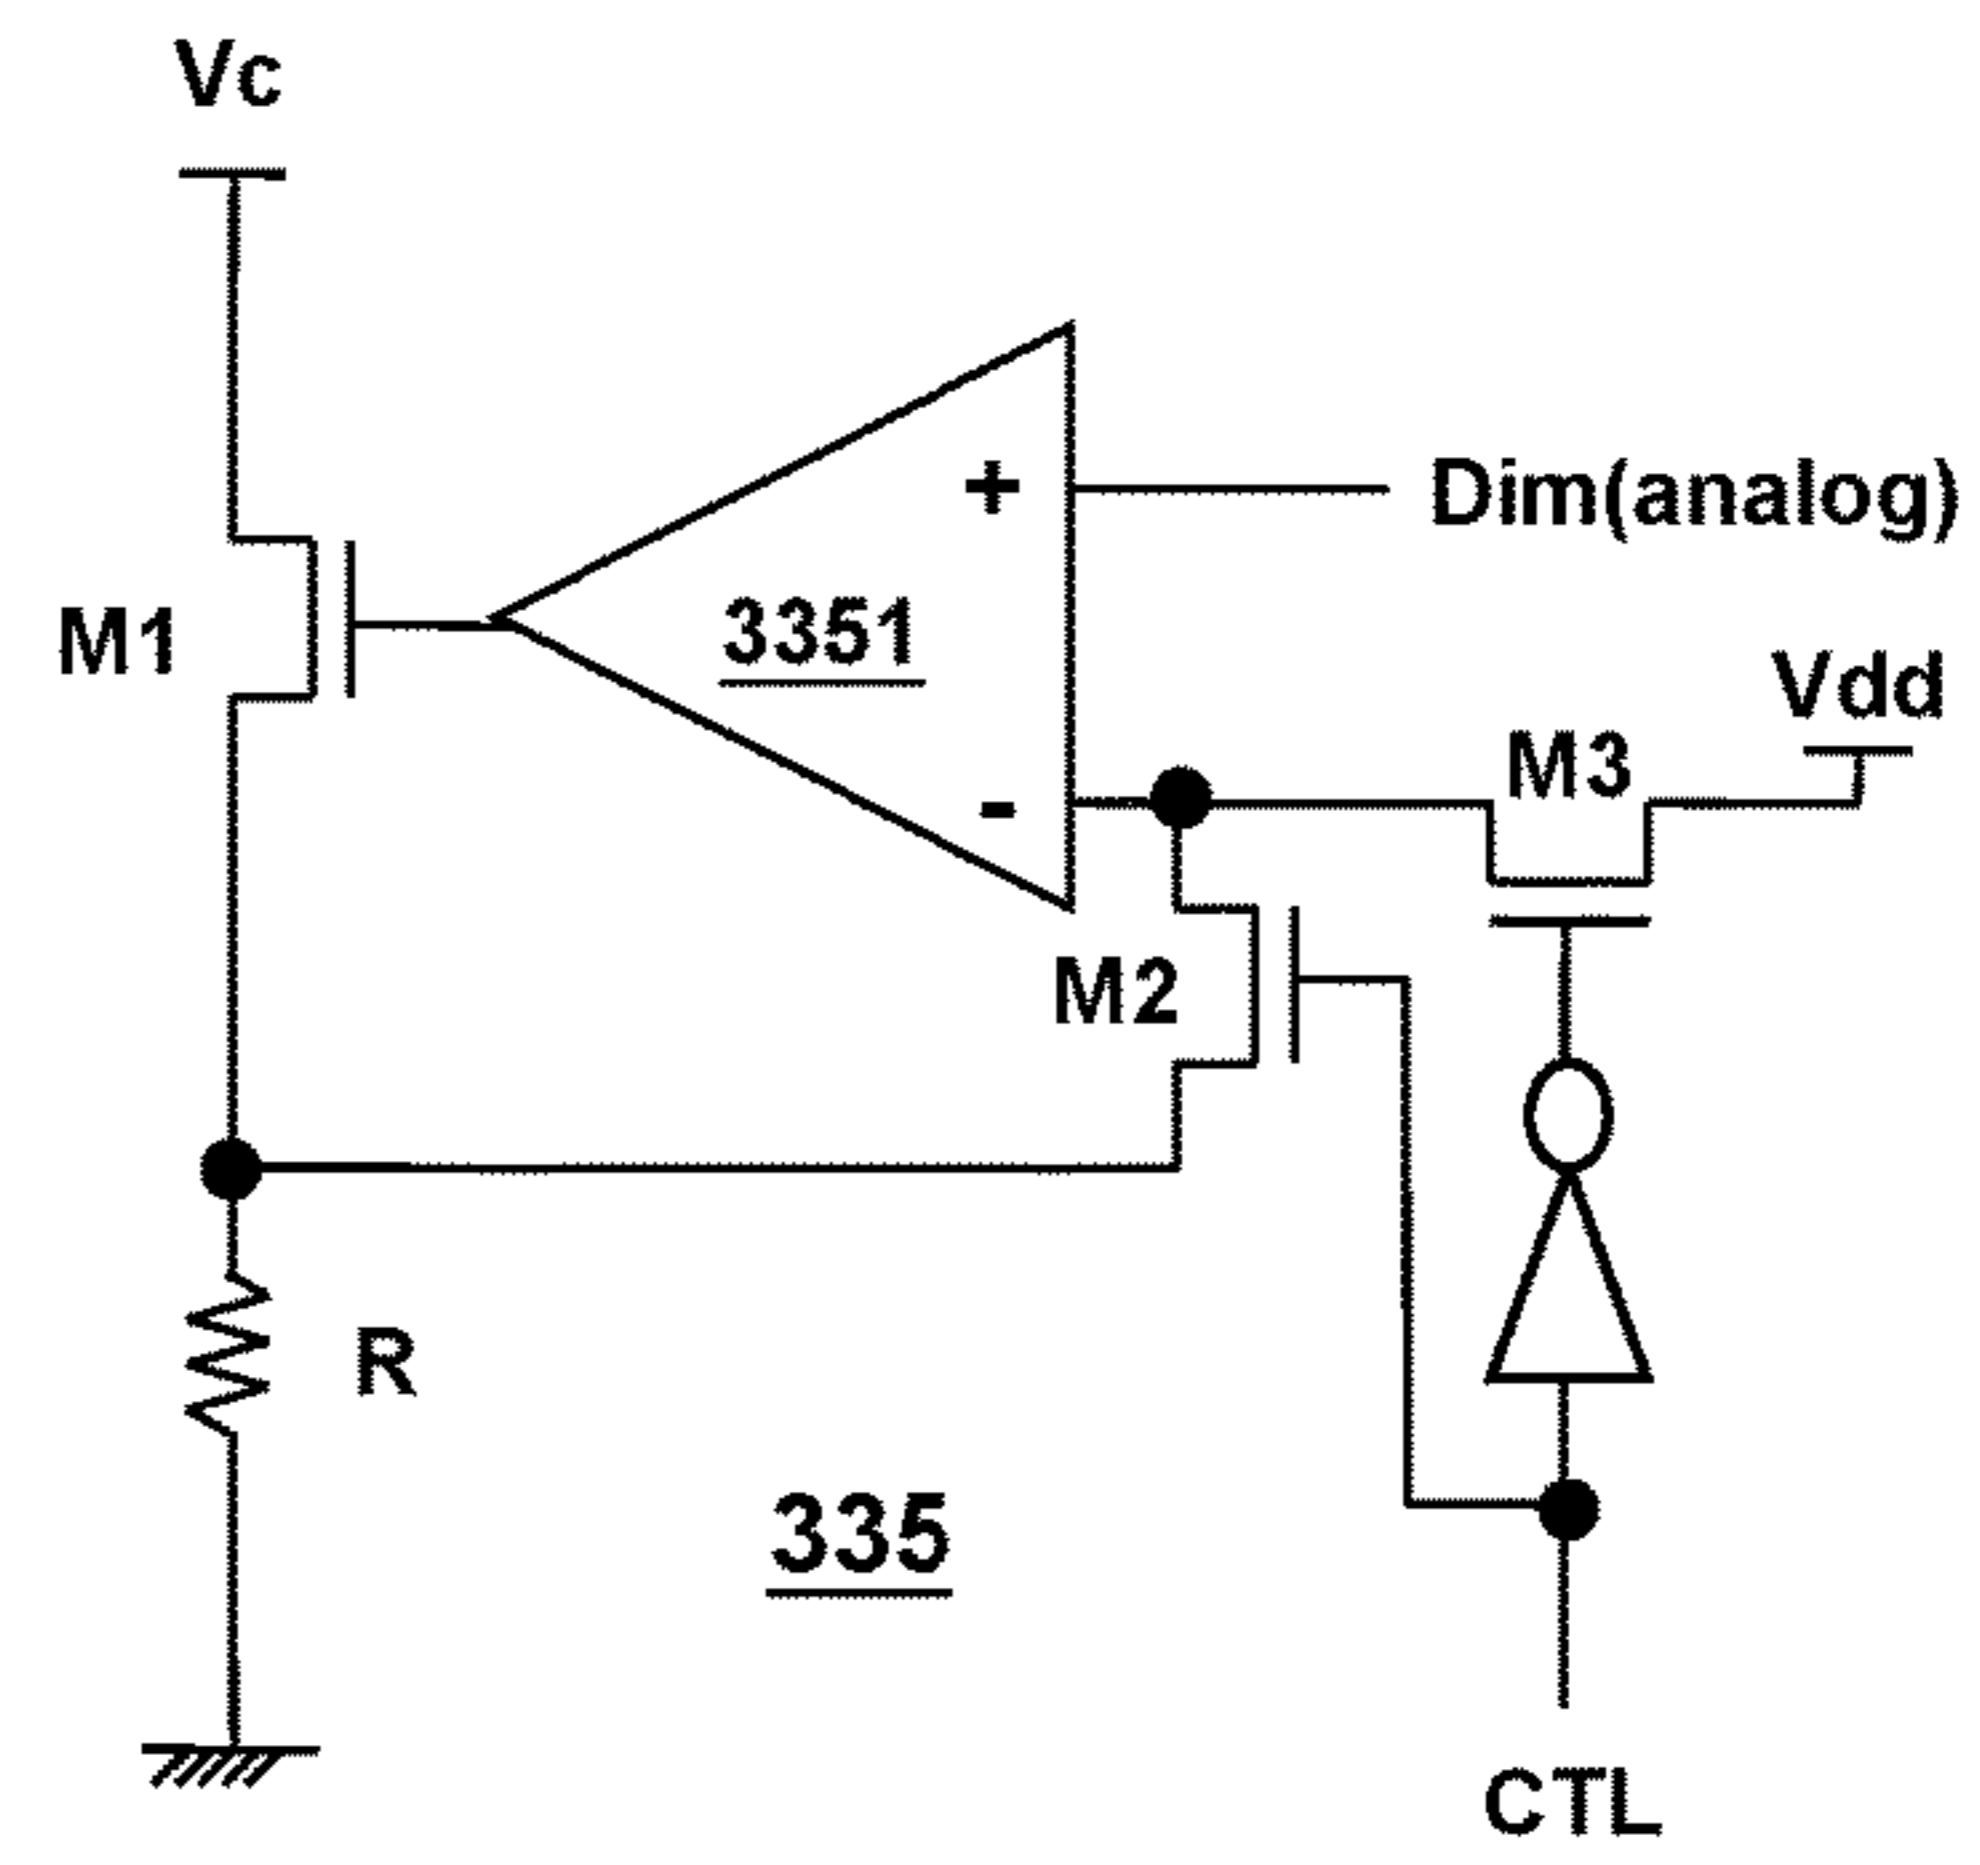 Vc
+
Dim(analog)
M1
3351
Vdd
M3
-
M2
R
335
CTL